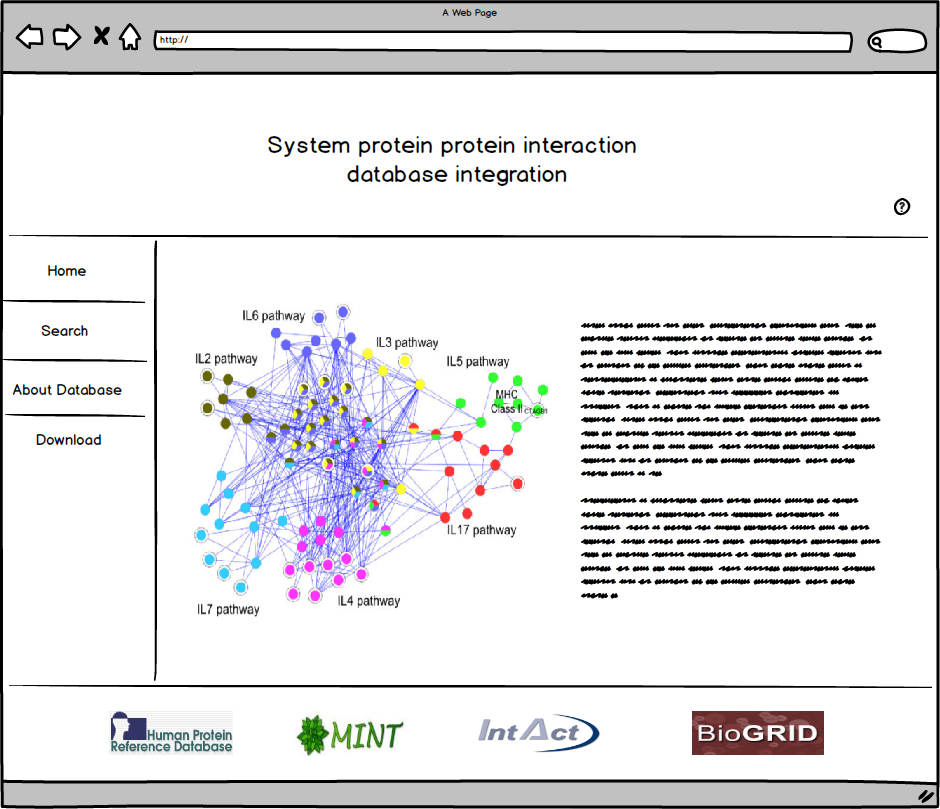 A Web Page
http://
System protein protein interaction
database integration
?
Home
Search
About Database
Download
IL6 pathway
IL3 pathway
IL2 pathway
IL5 pathway
MHC
Class II
CTAGB1
IL17 pathway
IL4 pathway
IL7 pathway
Human Protein
Reference Database
MINT
IntAct
BioGRID